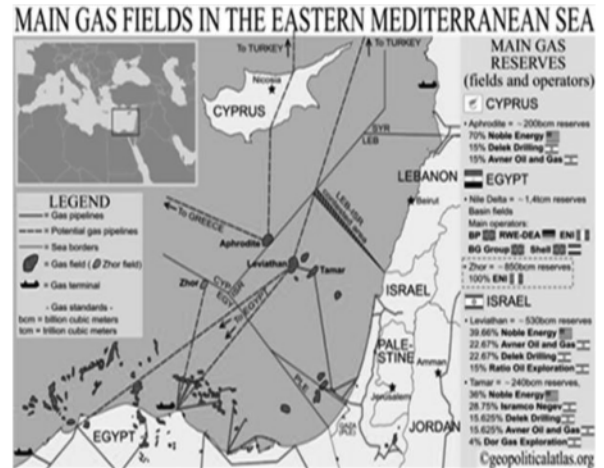 MAIN GAS FIELDS IN THE EASTERN MEDITERRANEAN SEA
To TURKEY
To TURKEY
Nicosia
CYPRUS
SYR
LEB
LEBANON
Beirut
LEB-ISR
contested area
To GREECE
Aphrodite
Leviathan
Tamar
Zhor
CYP
EGY
To EGYPT
ISRAEL
PALE-
STINE
Amman
Jerusalem
GAZA
JORDAN
EGYPT
LEGEND
= Gas pipelines
= Potential gas pipelines
= Sea borders
= Gas field ( Zhor field)
= Gas terminal
- Gas standards -
bcm = billion cubic meters
tcm = trillion cubic meters
MAIN GAS
RESERVES
(fields and operators)
CYPRUS
• Aphrodite = ~200bcm reserves
70% Noble Energy
15% Delek Drilling
15% Avner Oil and Gas
EGYPT
• Nile Delta = ~1,4tcm reserves
Basin fields
Main operators:
BP RWE-DEA ENI
BG Group Shell
• Zhor = ~850bcm reserves
100% ENI
ISRAEL
• Leviathan = ~530bcm reserves
39.66% Noble Energy
22.67% Avner Oil and Gas
22.67% Delek Drilling
15% Ratio Oil Exploration
• Tamar = ~240bcm reserves,
36% Noble Energy
28.75% Isramco Negev
15.625% Delek Drilling
15.625% Avner Oil and Gas
4% Dor Gas Exploration
©geopoliticalatlas.org